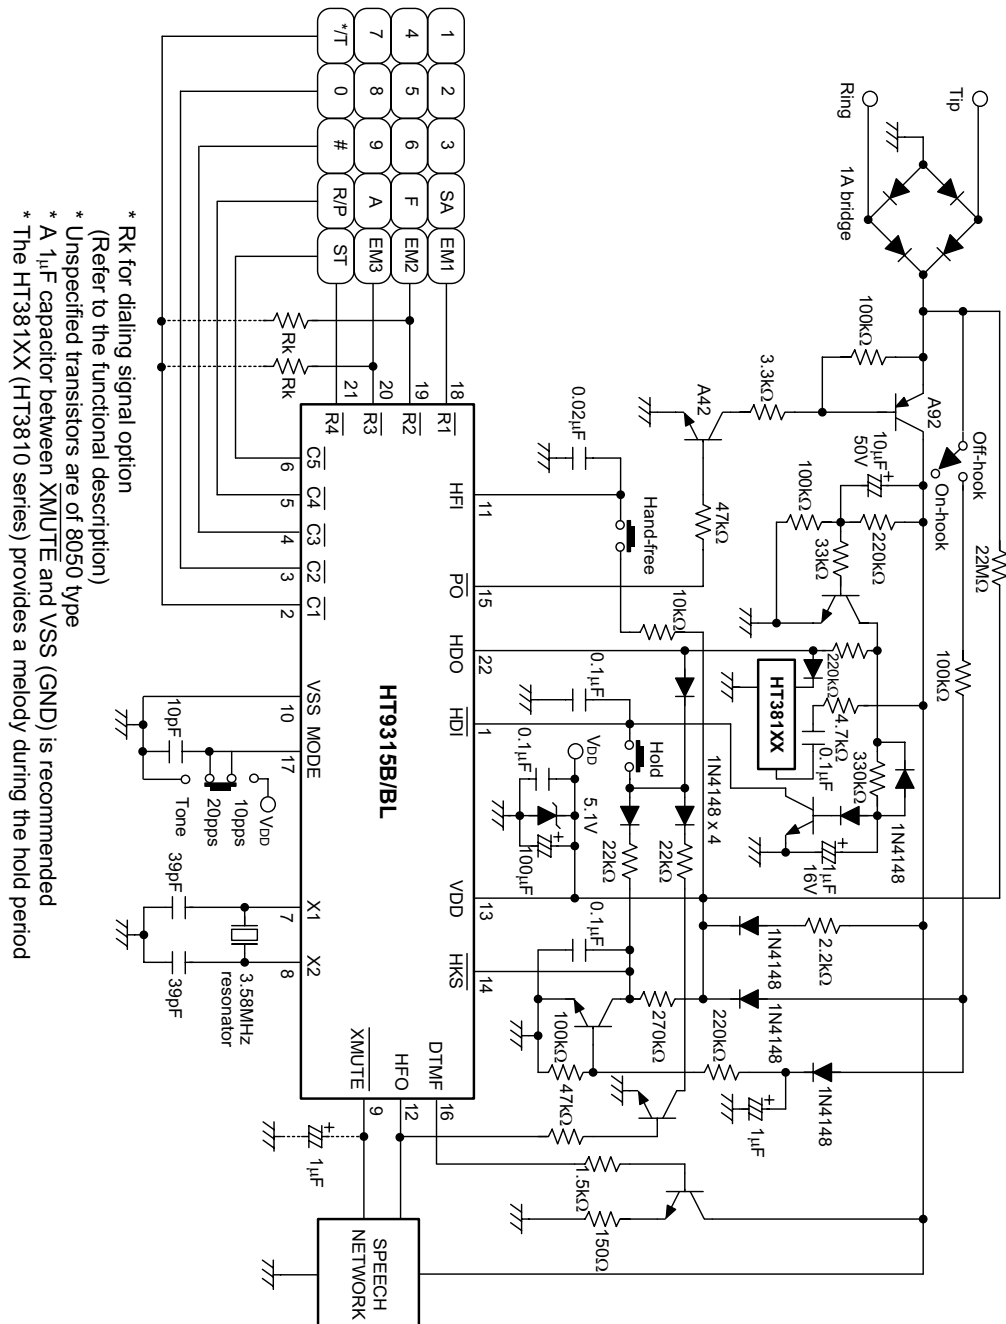 22MΩ
Off-hook
100kΩ
Tip
On-hook
A92
1N4148
1N4148
10µF
50V
1µF
16V
330kΩ
1N4148
2.2kΩ
1N4148
Ring
1A bridge
100kΩ
3.3kΩ
100kΩ
220kΩ
33kΩ
220kΩ
4.7kΩ
0.1µF
HT381XX
220kΩ
1µF
A42
47kΩ
10kΩ
1N4148 x 4
22kΩ
270kΩ
Hand-free
Hold
22kΩ
100kΩ
47kΩ
0.02µF
0.1µF
VDD
5.1V
0.1µF
100µF
0.1µF
1.5kΩ
150Ω
11
15
22
1
13
14
HFI
PO
HDO
HDI
VDD
HKS
1
2
3
SA
EM1
18
R1
DTMF
16
4
5
6
F
EM2
19
R2
HFO
12
7
8
9
A
EM3
20
R3
HT9315B/BL
XMUTE
9
*/T
0
#
R/P
ST
21
R4
SPEECH
NETWORK
1µF
Rk
Rk
C5
C4
C3
C2
C1
VSS
MODE
X1
X2
6
5
4
3
2
10
17
7
8
10pF
VDD
10pps
20pps
Tone
39pF
39pF
3.58MHz
resonator
* Rk for dialing signal option
(Refer to the functional description)
* Unspecified transistors are of 8050 type
* A 1µF capacitor between XMUTE and VSS (GND) is recommended
* The HT381XX (HT3810 series) provides a melody during the hold period